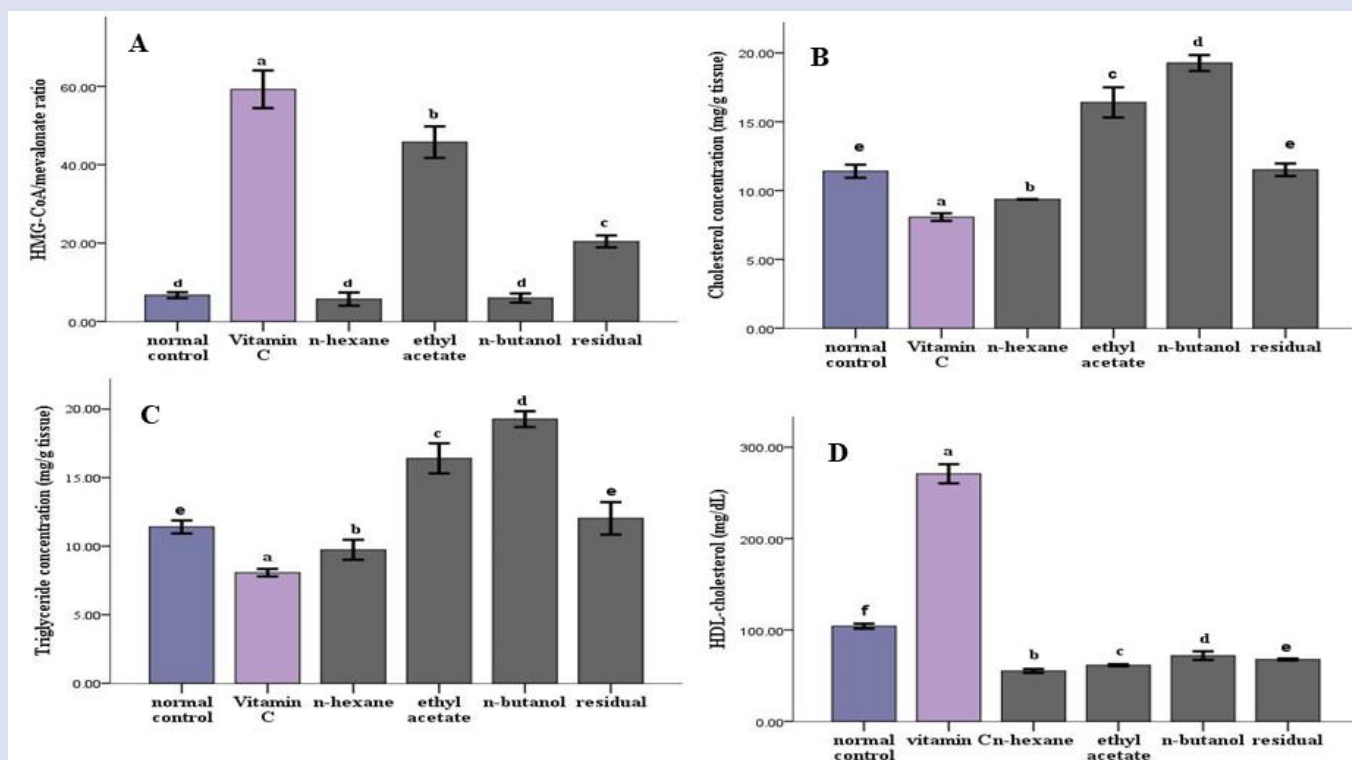 A
HMG-CoA/mevalonate ratio
60.00
40.00
20.00
0.00
d
a
d
b
d
c
normal control
Vitamin C
n-hexane
ethyl acetate
n-butanol
residual
B
Cholesterol concentration (mg/g tissue)
20.00
15.00
10.00
5.00
0.00
e
a
b
c
d
e
normal control
Vitamin C
n-hexane
ethyl acetate
n-butanol
residual
C
Triglyceride concentration (mg/g tissue)
20.00
15.00
10.00
5.00
0.00
e
a
b
c
d
e
normal control
Vitamin C
n-hexane
ethyl acetate
n-butanol
residual
D
HDL-cholesterol (mg/dL)
300.00
200.00
100.00
0.00
f
a
b
c
d
e
normal control
vitamin C
n-hexane
ethyl acetate
n-butanol
residual